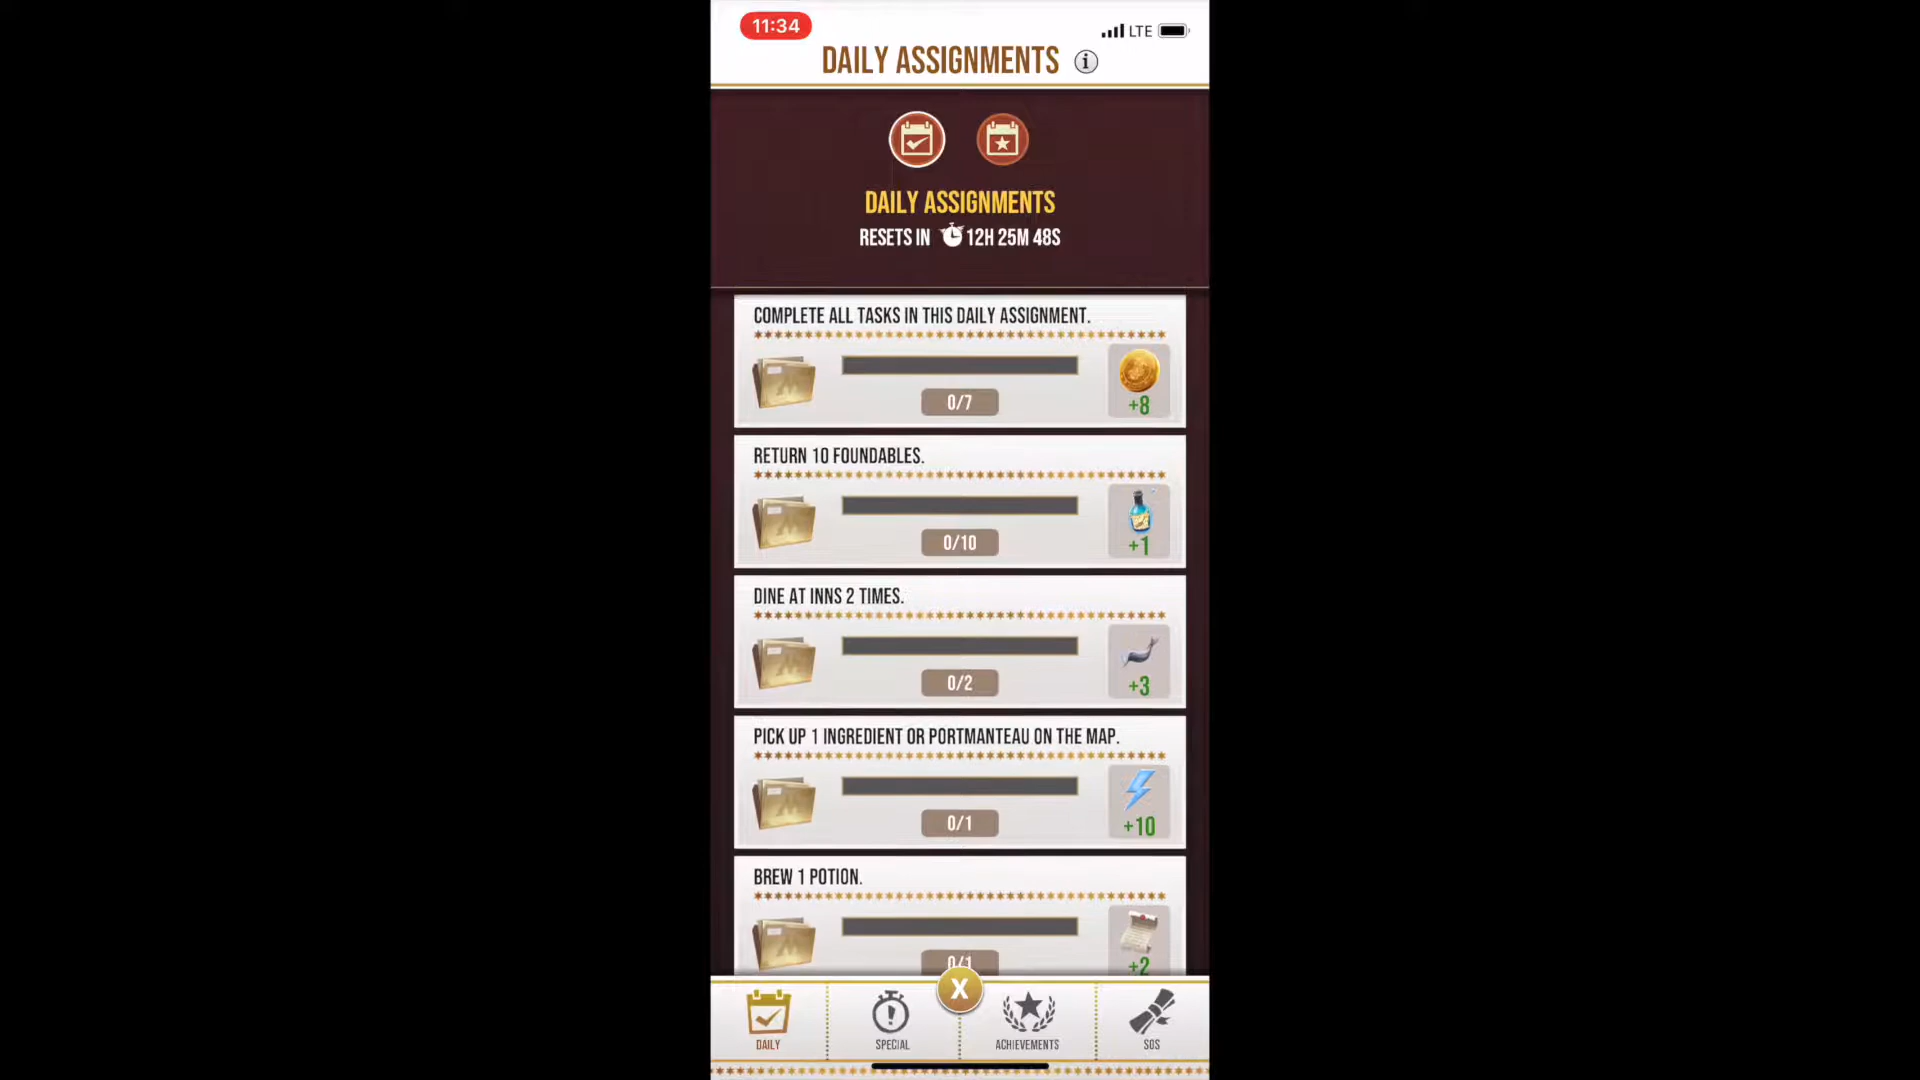 11:34
LTE
DAILY ASSIGNMENTS i
DAILY ASSIGNMENTS
RESETS IN 12H 25M 48S
COMPLETE ALL TASKS IN THIS DAILY ASSIGNMENT.
0/7
+8
RETURN 10 FOUNDABLES.
0/10
+1
DINE AT INNS 2 TIMES.
0/2
+3
PICK UP 1 INGREDIENT OR PORTMANTEAU ON THE MAP.
0/1
+10
BREW 1 POTION.
0/1
+2
X
DAILY
SPECIAL
ACHIEVEMENTS
SOS